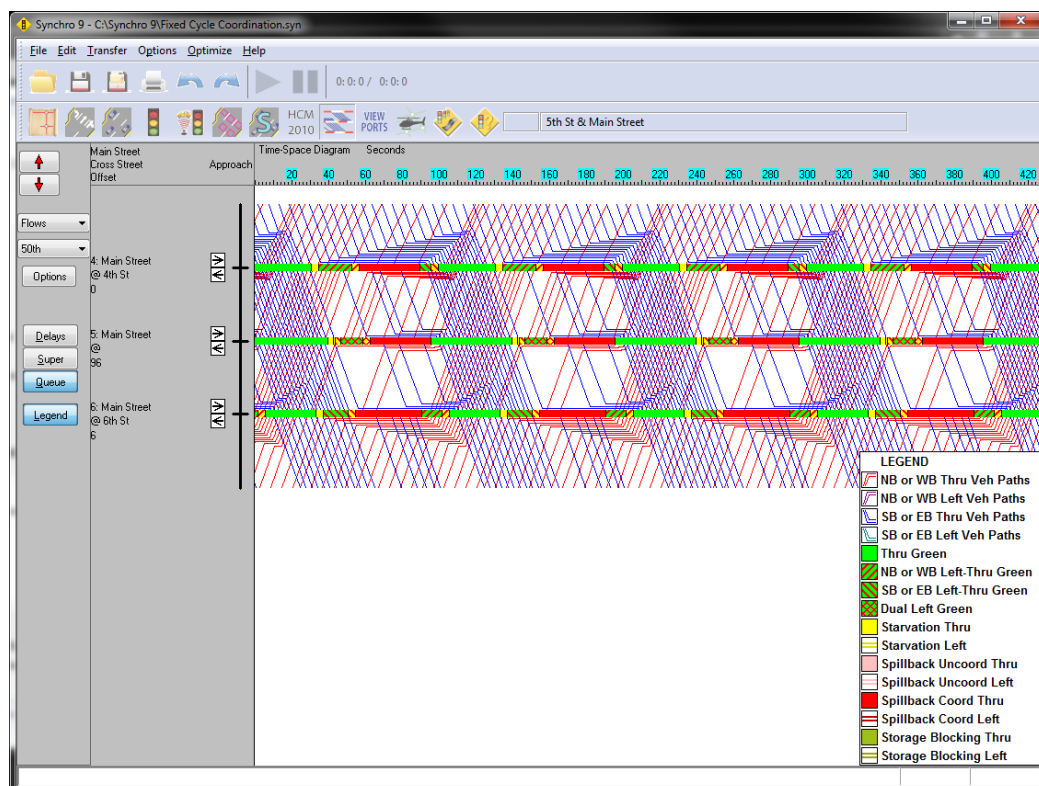 Synchro 9 - C:\Synchro 9\Fixed Cycle Coordination.syn
File Edit Transfer Options Optimize Help
0: 0: 0 / 0: 0: 0
HCM 2010
VIEW PORTS
5th St & Main Street
Main Street
Cross Street
Offset
Approach
Time-Space Diagram Seconds
20 40 60 80 100 120 140 160 180 200 220 240 260 280 300 320 340 360 380 400 420
Flows
50th
Options
4: Main Street
@ 4th St
0
Delays
Super
Queue
Legend
5: Main Street
@
96
6: Main Street
@ 6th St
6
LEGEND
NB or WB Thru Veh Paths
NB or WB Left Veh Paths
SB or EB Thru Veh Paths
SB or EB Left Veh Paths
Thru Green
NB or WB Left-Thru Green
SB or EB Left-Thru Green
Dual Left Green
Starvation Thru
Starvation Left
Spillback Uncoord Thru
Spillback Uncoord Left
Spillback Coord Thru
Spillback Coord Left
Storage Blocking Thru
Storage Blocking Left